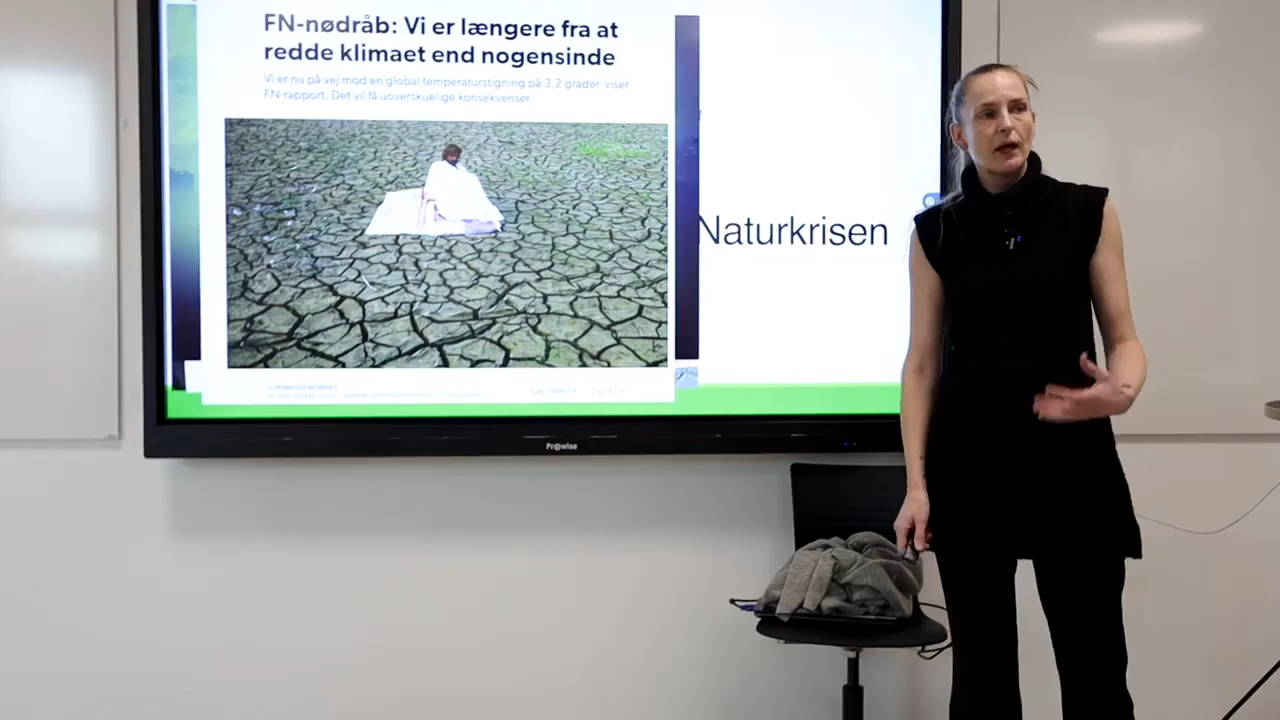 FN-nødråb: Vi er længere fra at
redde klimaet end nogensinde
Vi er nu på vej mod en global temperaturstigning på 3,2 grader, viser
FN-rapport. Det vil få uoverskuelige konsekvenser.
Naturkrisen
Prowise